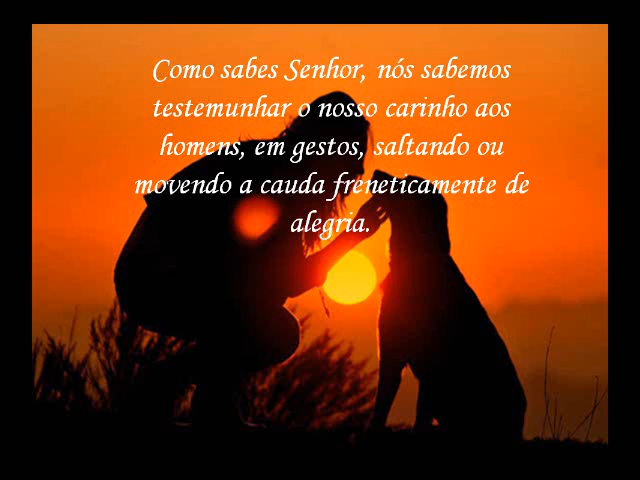 Como sabes Senhor, nós sabemos
testemunhar o nosso carinho aos
homens, em gestos, saltando ou
movendo a cauda freneticamente de
alegria.